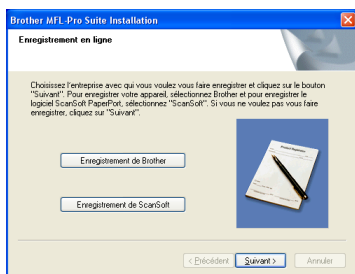 Brother MFL-Pro Suite Installation
Enregistrement en ligne
Choisissez l'entreprise avec qui vous voulez vous faire enregistrer et cliquez sur le bouton
"Suivant". Pour enregistrer votre appareil, sélectionnez Brother et pour enregistrer le
logiciel ScanSoft PaperPort, sélectionnez "ScanSoft". Si vous ne voulez pas vous faire
enregistrer, cliquez sur "Suivant".
Product Registration
Enregistrement de Brother
Enregistrement de ScanSoft
< Précédent
Suivant >
Annuler